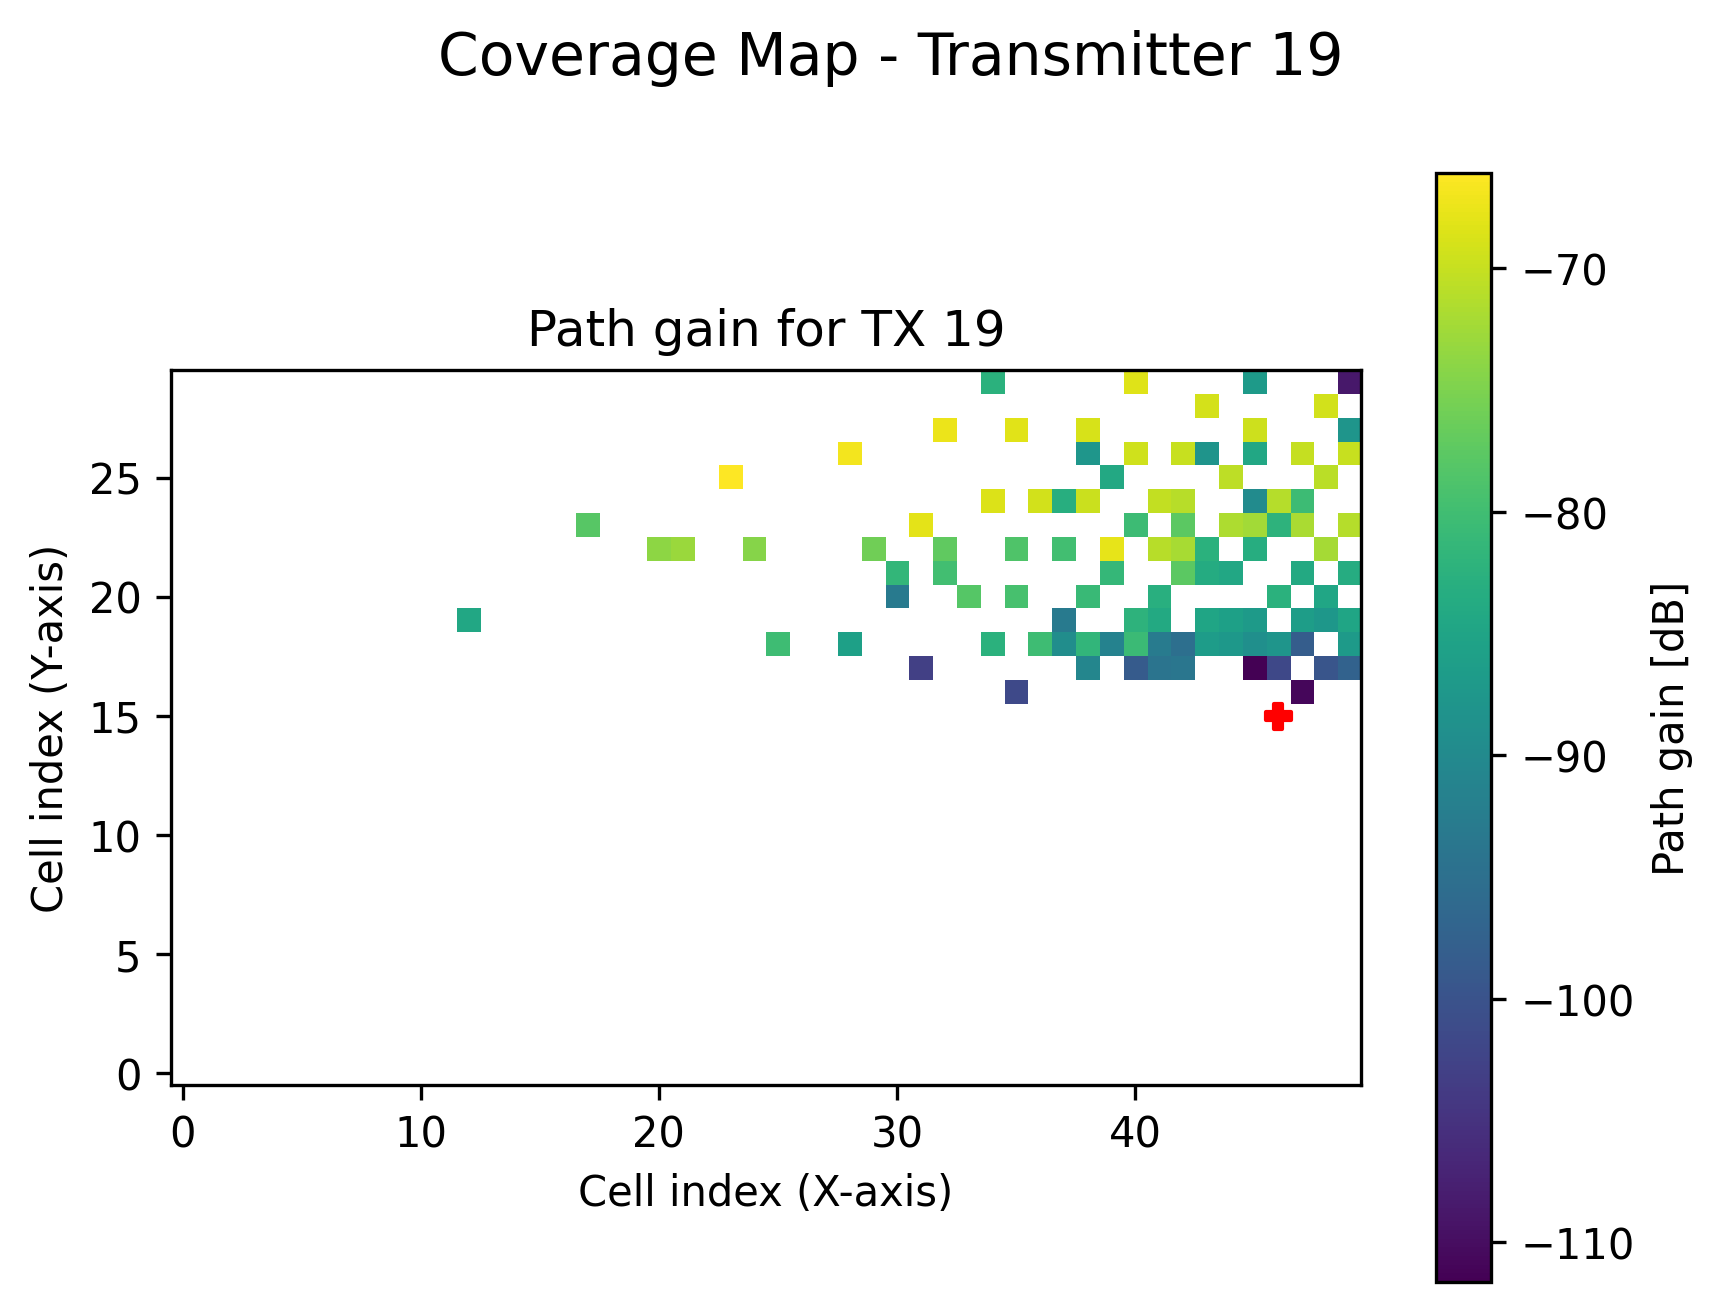 Coverage Map - Transmitter 19
Path gain for TX 19
Cell index (Y-axis)
25
20
15
10
5
0
0 10 20 30 40
Cell index (X-axis)
−70
−80
−90
−100
−110
Path gain [dB]